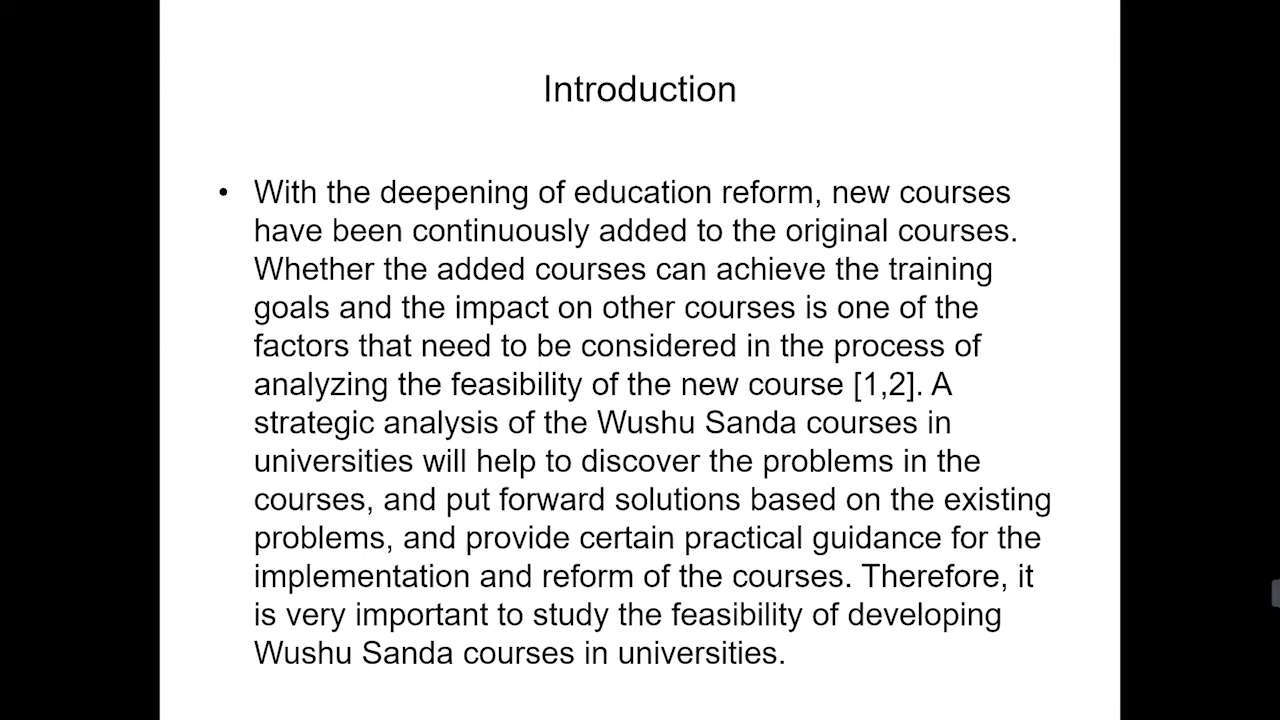 Introduction
• With the deepening of education reform, new courses
have been continuously added to the original courses.
Whether the added courses can achieve the training
goals and the impact on other courses is one of the
factors that need to be considered in the process of
analyzing the feasibility of the new course [1,2]. A
strategic analysis of the Wushu Sanda courses in
universities will help to discover the problems in the
courses, and put forward solutions based on the existing
problems, and provide certain practical guidance for the
implementation and reform of the courses. Therefore, it
is very important to study the feasibility of developing
Wushu Sanda courses in universities.